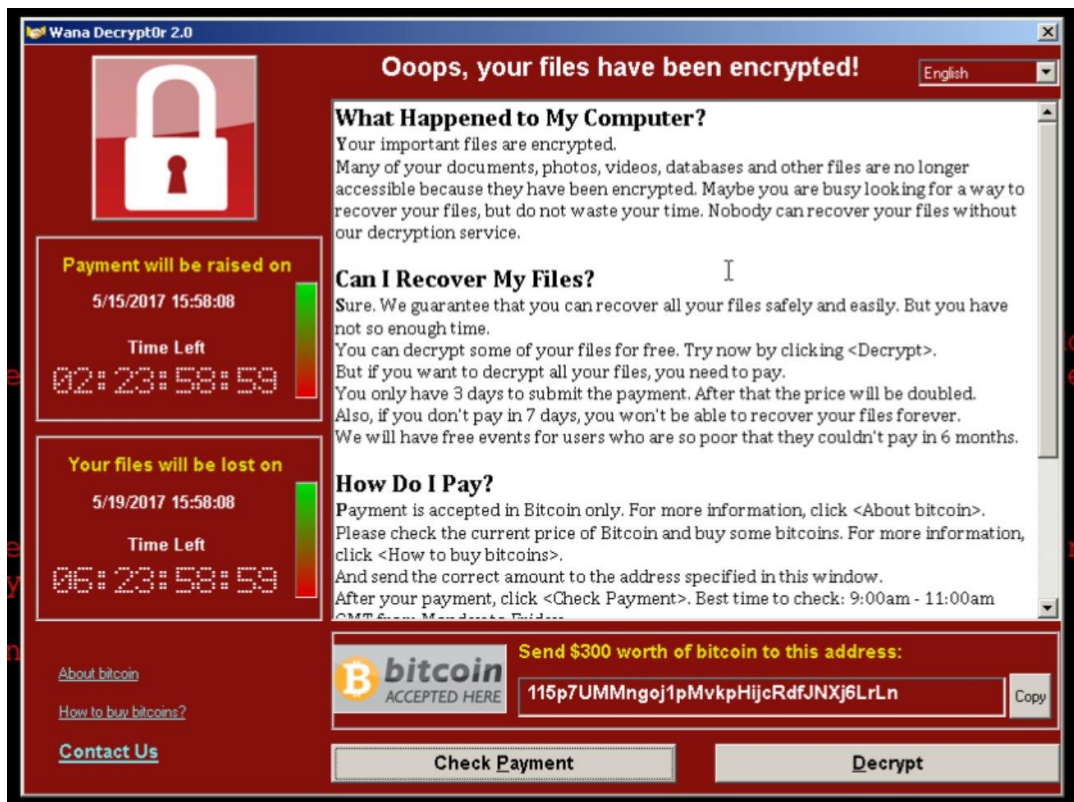 Wana Decrypt0r 2.0
Ooops, your files have been encrypted!
English
What Happened to My Computer?
Your important files are encrypted.
Many of your documents, photos, videos, databases and other files are no longer
accessible because they have been encrypted. Maybe you are busy looking for a way to
recover your files, but do not waste your time. Nobody can recover your files without
our decryption service.
Can I Recover My Files?
Sure. We guarantee that you can recover all your files safely and easily. But you have
not so enough time.
You can decrypt some of your files for free. Try now by clicking <Decrypt>.
But if you want to decrypt all your files, you need to pay.
You only have 3 days to submit the payment. After that the price will be doubled.
Also, if you don't pay in 7 days, you won't be able to recover your files forever.
We will have free events for users who are so poor that they couldn't pay in 6 months.
How Do I Pay?
Payment is accepted in Bitcoin only. For more information, click <About bitcoin>.
Please check the current price of Bitcoin and buy some bitcoins. For more information,
click <How to buy bitcoins>.
And send the correct amount to the address specified in this window.
After your payment, click <Check Payment>. Best time to check: 9:00am - 11:00am
GMT from Monday to Friday.
Payment will be raised on
5/15/2017 15:58:08
Time Left
02:23:58:59
Your files will be lost on
5/19/2017 15:58:08
Time Left
06:23:58:59
About bitcoin
How to buy bitcoins?
Contact Us
bitcoin
ACCEPTED HERE
Send $300 worth of bitcoin to this address:
115p7UMMngoj1pMvkpHijcRdfJNXj6LrLn
Copy
Check Payment
Decrypt